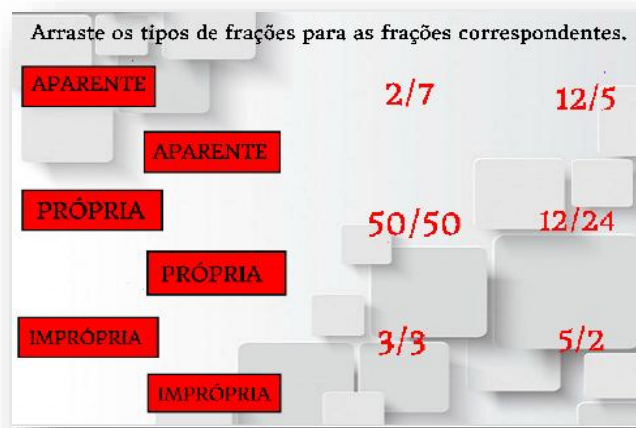 Arraste os tipos de frações para as frações correspondentes.
APARENTE
2/7
12/5
APARENTE
PRÓPRIA
50/50
12/24
PRÓPRIA
IMPRÓPRIA
3/3
5/2
IMPRÓPRIA